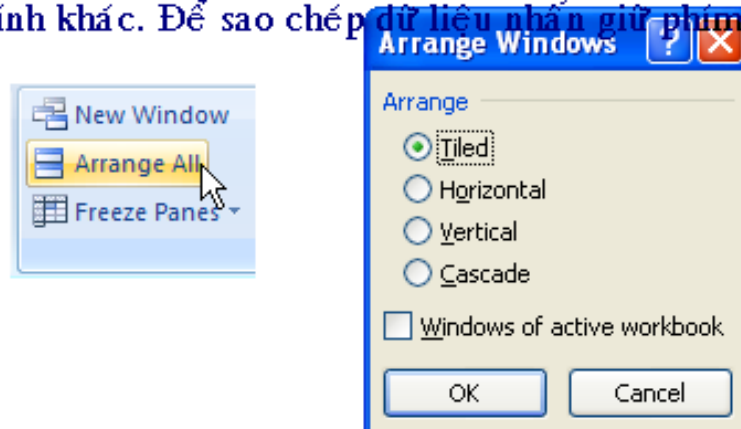 ính khác. Để sao chép dữ liệu nhấn giữ phím
Arrange Windows
New Window
Arrange All
Freeze Panes
Arrange
Tiled
Horizontal
Vertical
Cascade
Windows of active workbook
OK
Cancel